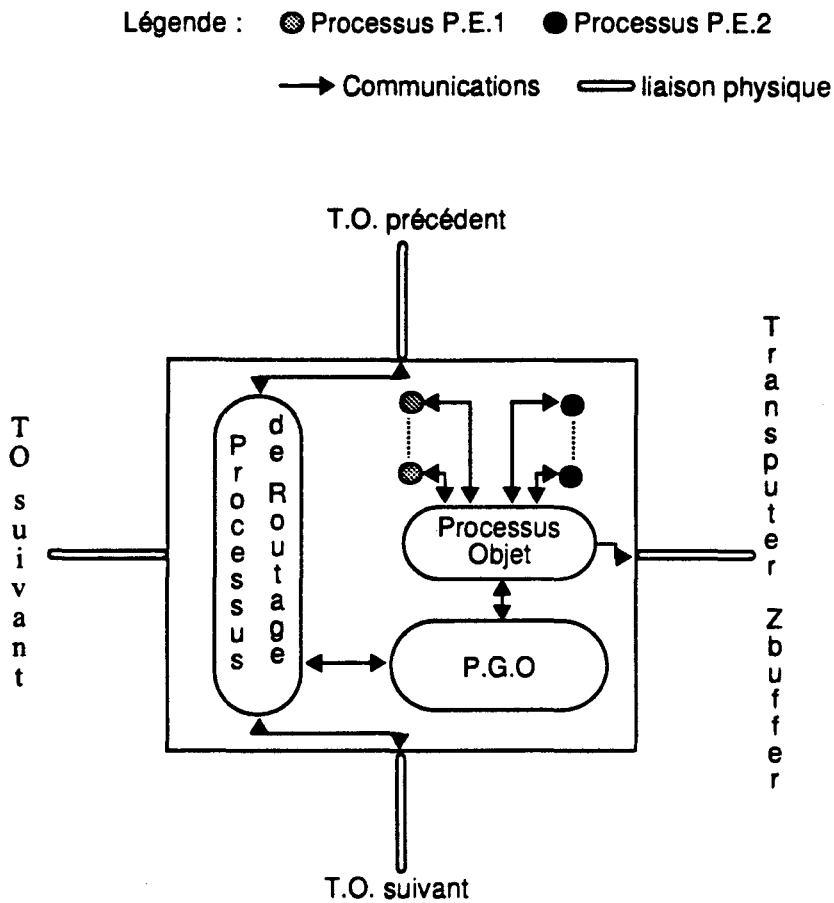 Légende : Processus P.E.1 Processus P.E.2
Communications liaison physique
T.O. précédent
TO suivant
Processus
de Routage
Processus
Objet
P.G.O
Transputer Zbuffer
T.O. suivant